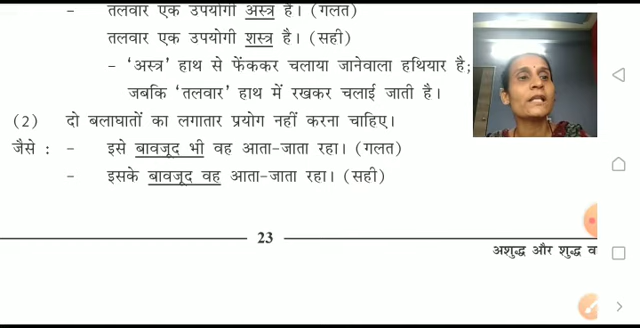 - तलवार एक उपयोगी अस्त्र है। (गलत)
तलवार एक उपयोगी शस्त्र है। (सही)
- ‘अस्त्र’ हाथ से फेंककर चलाया जानेवाला हथियार है;
जबकि ‘तलवार’ हाथ में रखकर चलाई जाती है।
(2) दो बलाघातों का लगातार प्रयोग नहीं करना चाहिए।
जैसे : - इसे बावजूद भी वह आता-जाता रहा। (गलत)
- इसके बावजूद वह आता-जाता रहा। (सही)
23
अशुद्ध और शुद्ध व